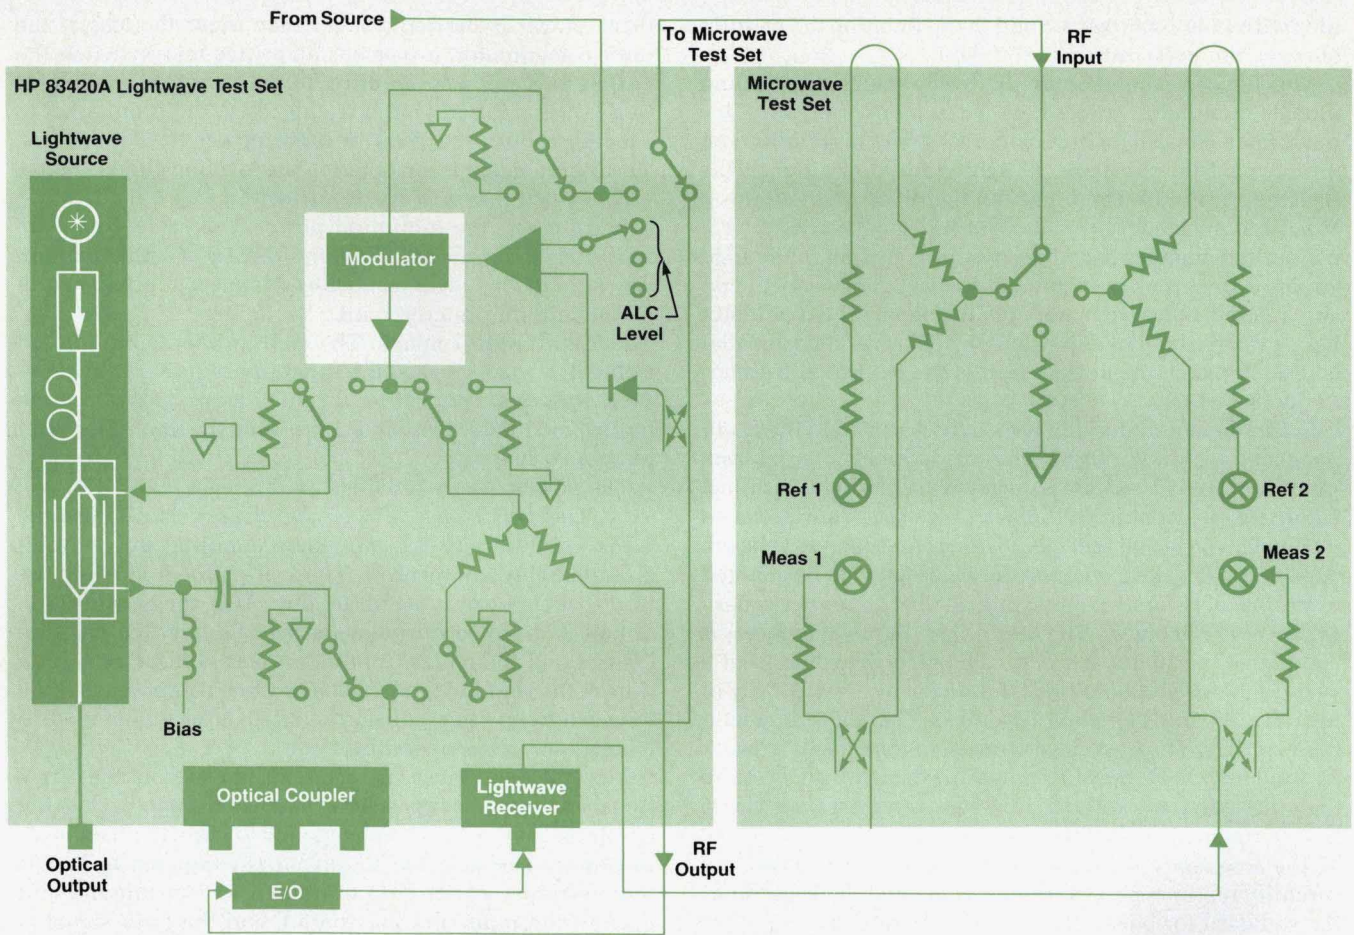 From Source
To Microwave
Test Set
RF
Input
HP 83420A Lightwave Test Set
Microwave
Test Set
Lightwave
Source
Modulator
ALC
Level
Ref 1
Ref 2
Meas 1
Meas 2
Bias
Optical Coupler
Lightwave
Receiver
Optical
Output
E/O
RF
Output